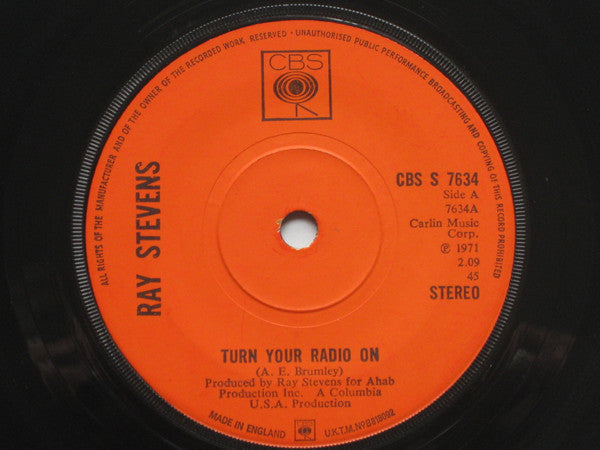 ALL RIGHTS OF THE MANUFACTURER AND OF THE OWNER OF THE RECORDED WORK RESERVED - UNAUTHORISED PUBLIC PERFORMANCE BROADCASTING AND COPYING OF THIS RECORD PROHIBITED
CBS
RAY STEVENS
CBS S 7634
Side A
7634A
Carlin Music
Corp.
℗ 1971
2.09
45
STEREO
TURN YOUR RADIO ON
(A. E. Brumley)
Produced by Ray Stevens for Ahab
Production Inc. A Columbia
U.S.A. Production
MADE IN ENGLAND
U.K.T.M. No B818092